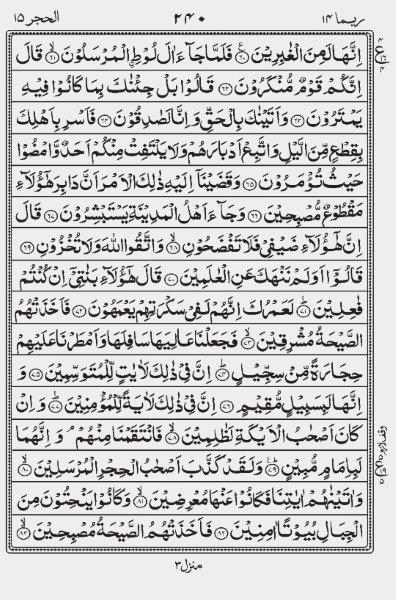 ربما ١٤
٢٤٠
الحجر ١٥
اِنَّهَا لَمِنَ الْغٰبِرِيْنَ ﴿٦٠﴾ فَلَمَّا جَآءَ اٰلَ لُوْطِ ِۨالْمُرْسَلُوْنَ ﴿٦١﴾ قَالَ
اِنَّكُمْ قَوْمٌ مُّنْكَرُوْنَ ﴿٦٢﴾ قَالُوْا بَلْ جِئْنٰكَ بِمَا كَانُوْا فِيْهِ
يَمْتَرُوْنَ ﴿٦٣﴾ وَاَتَيْنٰكَ بِالْحَقِّ وَاِنَّا لَصٰدِقُوْنَ ﴿٦٤﴾ فَاَسْرِ بِاَهْلِكَ
بِقِطْعٍ مِّنَ الَّيْلِ وَاتَّبِعْ اَدْبَارَهُمْ وَلَا يَلْتَفِتْ مِنْكُمْ اَحَدٌ وَّامْضُوْا
حَيْثُ تُؤْمَرُوْنَ ﴿٦٥﴾ وَقَضَيْنَآ اِلَيْهِ ذٰلِكَ الْاَمْرَ اَنَّ دَابِرَ هٰٓؤُلَآءِ
مَقْطُوْعٌ مُّصْبِحِيْنَ ﴿٦٦﴾ وَجَآءَ اَهْلُ الْمَدِيْنَةِ يَسْتَبْشِرُوْنَ ﴿٦٧﴾ قَالَ
اِنَّ هٰٓؤُلَآءِ ضَيْفِيْ فَلَا تَفْضَحُوْنِ ﴿٦٨﴾ وَاتَّقُوا اللّٰهَ وَلَا تُخْزُوْنِ ﴿٦٩﴾
قَالُوْٓا اَوَلَمْ نَنْهَكَ عَنِ الْعٰلَمِيْنَ ﴿٧٠﴾ قَالَ هٰٓؤُلَآءِ بَنٰتِيْٓ اِنْ كُنْتُمْ
فٰعِلِيْنَ ﴿٧١﴾ لَعَمْرُكَ اِنَّهُمْ لَفِيْ سَكْرَتِهِمْ يَعْمَهُوْنَ ﴿٧٢﴾ فَاَخَذَتْهُمُ
الصَّيْحَةُ مُشْرِقِيْنَ ﴿٧٣﴾ فَجَعَلْنَا عَالِيَهَا سَافِلَهَا وَاَمْطَرْنَا عَلَيْهِمْ
حِجَارَةً مِّنْ سِجِّيْلٍ ﴿٧٤﴾ اِنَّ فِيْ ذٰلِكَ لَاٰيٰتٍ لِّلْمُتَوَسِّمِيْنَ ﴿٧٥﴾ وَ
اِنَّهَا لَبِسَبِيْلٍ مُّقِيْمٍ ﴿٧٦﴾ اِنَّ فِيْ ذٰلِكَ لَاٰيَةً لِّلْمُؤْمِنِيْنَ ﴿٧٧﴾ وَاِنْ
كَانَ اَصْحٰبُ الْاَيْكَةِ لَظٰلِمِيْنَ ﴿٧٨﴾ فَانْتَقَمْنَا مِنْهُمْ ۘ وَاِنَّهُمَا
لَبِاِمَامٍ مُّبِيْنٍ ﴿٧٩﴾ وَلَقَدْ كَذَّبَ اَصْحٰبُ الْحِجْرِ الْمُرْسَلِيْنَ ﴿٨٠﴾
وَاٰتَيْنٰهُمْ اٰيٰتِنَا فَكَانُوْا عَنْهَا مُعْرِضِيْنَ ﴿٨١﴾ وَكَانُوْا يَنْحِتُوْنَ مِنَ
الْجِبَالِ بُيُوْتًا اٰمِنِيْنَ ﴿٨٢﴾ فَاَخَذَتْهُمُ الصَّيْحَةُ مُصْبِحِيْنَ ﴿٨٣﴾
منزل ٣